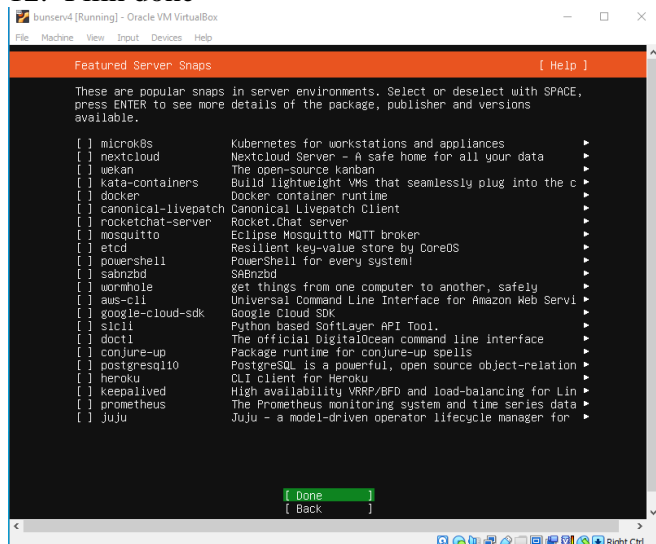 bunserv4 [Running] - Oracle VM VirtualBox
File Machine View Input Devices Help
Featured Server Snaps [ Help ]
These are popular snaps in server environments. Select or deselect with SPACE,
press ENTER to see more details of the package, publisher and versions
available.
[ ] microk8s Kubernetes for workstations and appliances ▸
[ ] nextcloud Nextcloud Server - A safe home for all your data ▸
[ ] wekan The open-source kanban ▸
[ ] kata-containers Build lightweight VMs that seamlessly plug into the c ▸
[ ] docker Docker container runtime ▸
[ ] canonical-livepatch Canonical Livepatch Client ▸
[ ] rocketchat-server Rocket.Chat server ▸
[ ] mosquitto Eclipse Mosquitto MQTT broker ▸
[ ] etcd Resilient key-value store by CoreOS ▸
[ ] powershell PowerShell for every system! ▸
[ ] sabnzbd SABnzbd ▸
[ ] wormhole get things from one computer to another, safely ▸
[ ] aws-cli Universal Command Line Interface for Amazon Web Servi ▸
[ ] google-cloud-sdk Google Cloud SDK ▸
[ ] slcli Python based SoftLayer API Tool. ▸
[ ] doctl The official DigitalOcean command line interface ▸
[ ] conjure-up Package runtime for conjure-up spells ▸
[ ] postgresql10 PostgreSQL is a powerful, open source object-relation ▸
[ ] heroku CLI client for Heroku ▸
[ ] keepalived High availability VRRP/BFD and load-balancing for Lin ▸
[ ] prometheus The Prometheus monitoring system and time series data ▸
[ ] juju Juju - a model-driven operator lifecycle manager for ▸
[ Done ]
[ Back ]
Right Ctrl